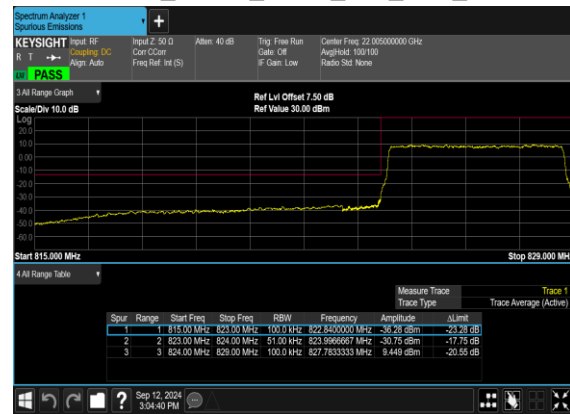 Spectrum Analyzer 1
Spurious Emissions
KEYSIGHT
R T
LV PASS
Input: RF
Coupling: DC
Align: Auto
Input Z: 50 Ω
Corr CCorr
Freq Ref: Int (S)
Atten: 40 dB
Trig: Free Run
Gate: Off
IF Gain: Low
Center Freq: 22.005000000 GHz
Avg|Hold: 100/100
Radio Std: None
3 All Range Graph
Scale/Div 10.0 dB
Ref Lvl Offset 7.50 dB
Ref Value 30.00 dBm
Log
20.0
10.0
0.00
-10.0
-20.0
-30.0
-40.0
-50.0
-60.0
Start 815.000 MHz
Stop 829.000 MH
4 All Range Table
Measure Trace Trace 1
Trace Type Trace Average (Active)
Spur Range Start Freq Stop Freq RBW Frequency Amplitude ΔLimit
1 1 815.00 MHz 823.00 MHz 100.0 kHz 822.8400000 MHz -36.28 dBm -23.28 dB
2 2 823.00 MHz 824.00 MHz 51.00 kHz 823.9966667 MHz -30.75 dBm -17.75 dB
3 3 824.00 MHz 829.00 MHz 100.0 kHz 827.7833333 MHz 9.449 dBm -20.55 dB
?
Sep 12, 2024
3:04:40 PM